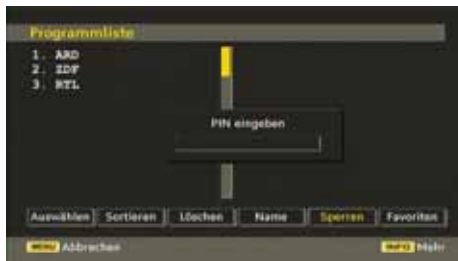 Programmliste
1. ARD
2. ZDF
3. RTL
PIN eingeben
Auswählen Sortieren Löschen Name Sperren Favoriten
MENU Abbrechen INFO Mehr